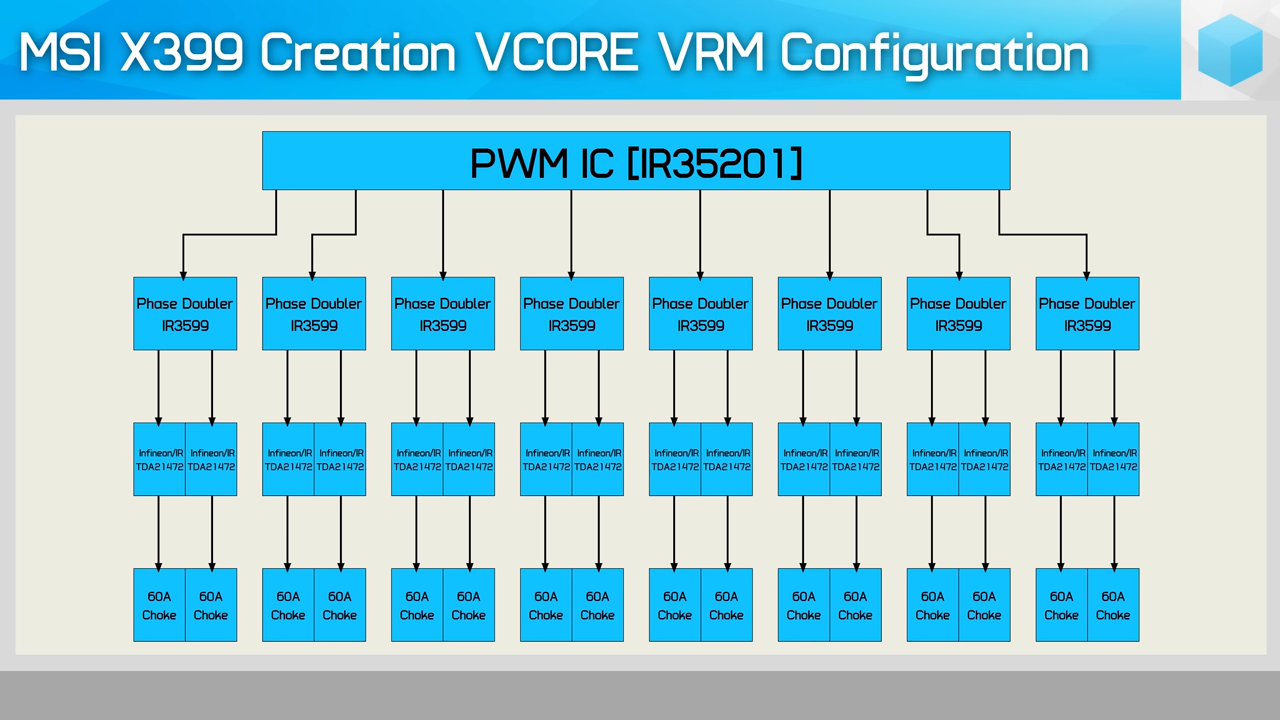 MSI X399 Creation VCORE VRM Configuration
PWM IC [IR35201]
Phase Doubler Phase Doubler Phase Doubler Phase Doubler Phase Doubler Phase Doubler Phase Doubler Phase Doubler
IR3599 IR3599 IR3599 IR3599 IR3599 IR3599 IR3599 IR3599
Infineon/IR Infineon/IR Infineon/IR Infineon/IR Infineon/IR Infineon/IR Infineon/IR Infineon/IR Infineon/IR Infineon/IR Infineon/IR Infineon/IR Infineon/IR Infineon/IR Infineon/IR Infineon/IR
TDA21472 TDA21472 TDA21472 TDA21472 TDA21472 TDA21472 TDA21472 TDA21472 TDA21472 TDA21472 TDA21472 TDA21472 TDA21472 TDA21472 TDA21472 TDA21472
60A 60A 60A 60A 60A 60A 60A 60A 60A 60A 60A 60A 60A 60A 60A 60A
Choke Choke Choke Choke Choke Choke Choke Choke Choke Choke Choke Choke Choke Choke Choke Choke